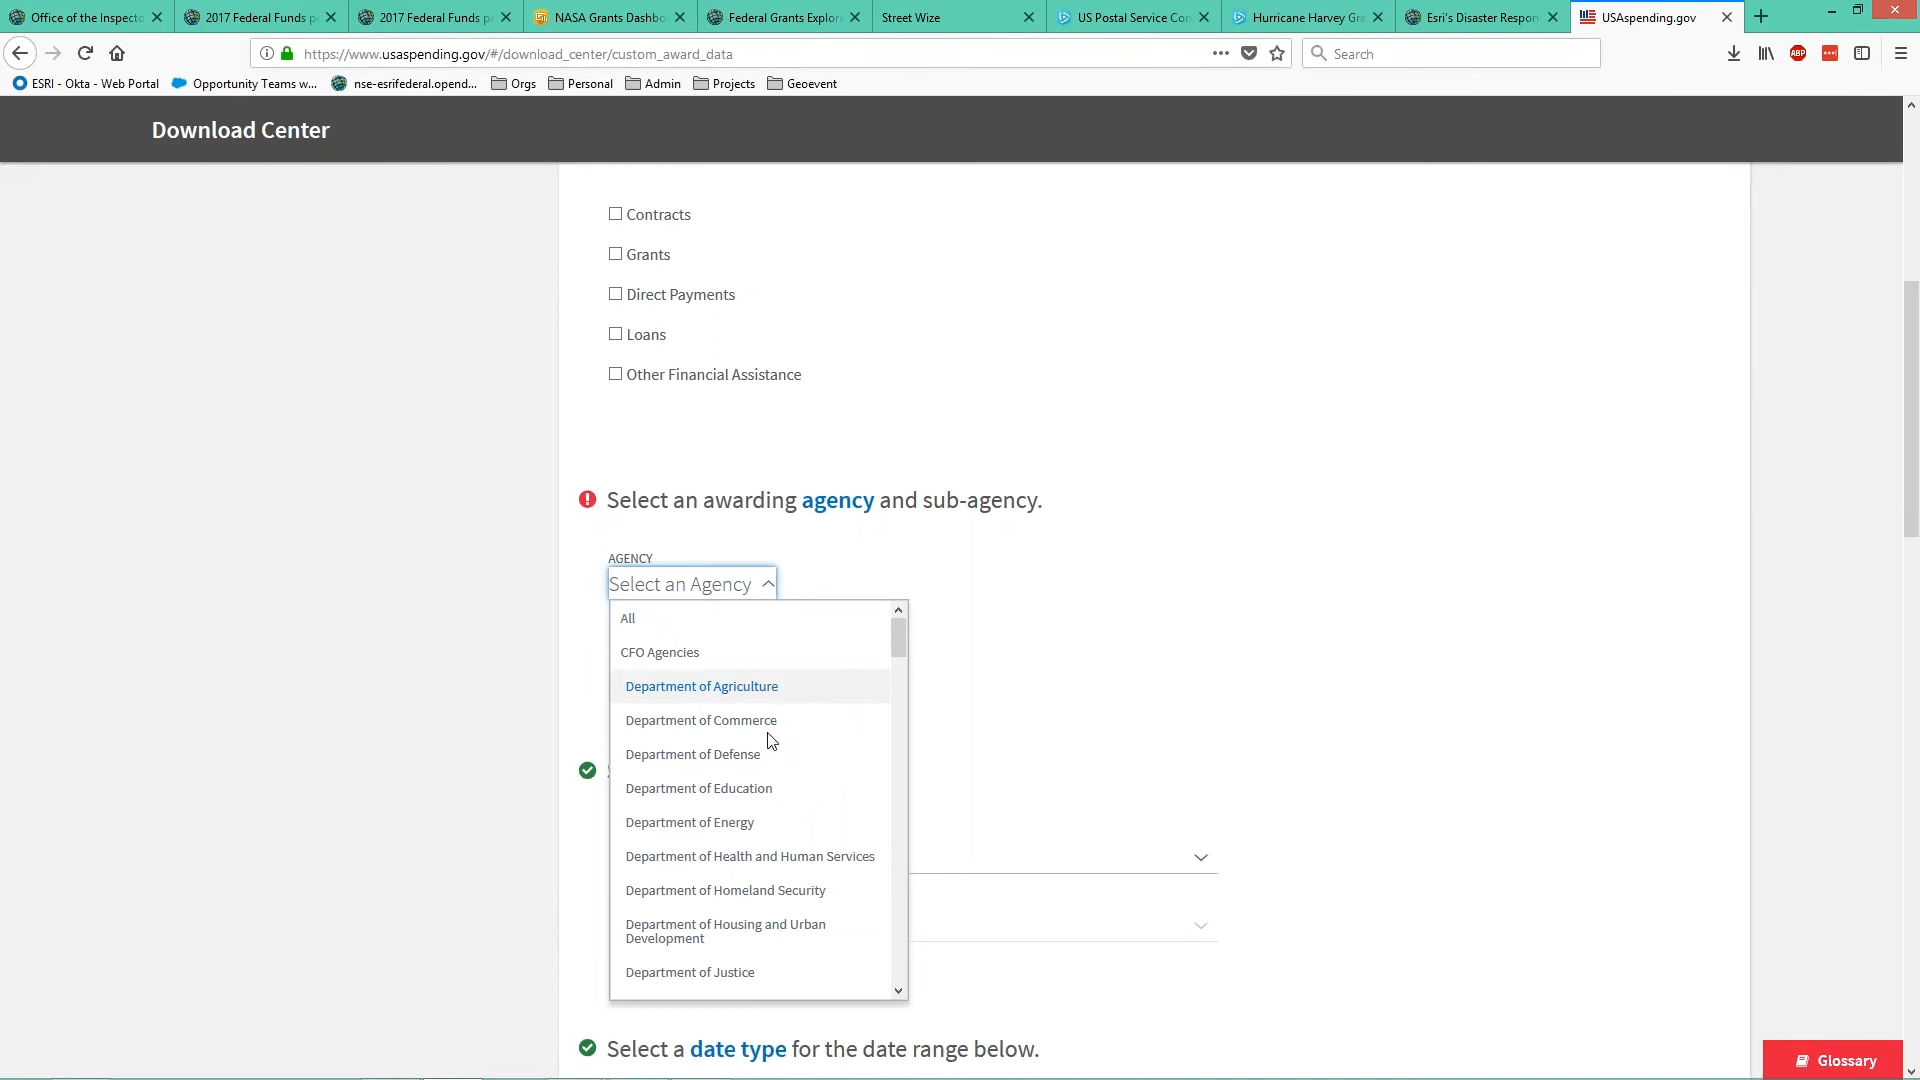 Office of the Inspecto
2017 Federal Funds p
2017 Federal Funds p
NASA Grants Dashbo
Federal Grants Explor
Street Wize
US Postal Service Con
Hurricane Harvey Gra
Esri's Disaster Respon
USAspending.gov
https://www.usaspending.gov/#/download_center/custom_award_data
Search
ABP
ESRI - Okta - Web Portal
Opportunity Teams w...
nse-esrifederal.opend...
Orgs
Personal
Admin
Projects
Geoevent
Download Center
Contracts
Grants
Direct Payments
Loans
Other Financial Assistance
Select an awarding agency and sub-agency.
AGENCY
Select an Agency
All
CFO Agencies
Department of Agriculture
Department of Commerce
Department of Defense
Department of Education
Department of Energy
Department of Health and Human Services
Department of Homeland Security
Department of Housing and Urban
Development
Department of Justice
Select a date type for the date range below.
Glossary